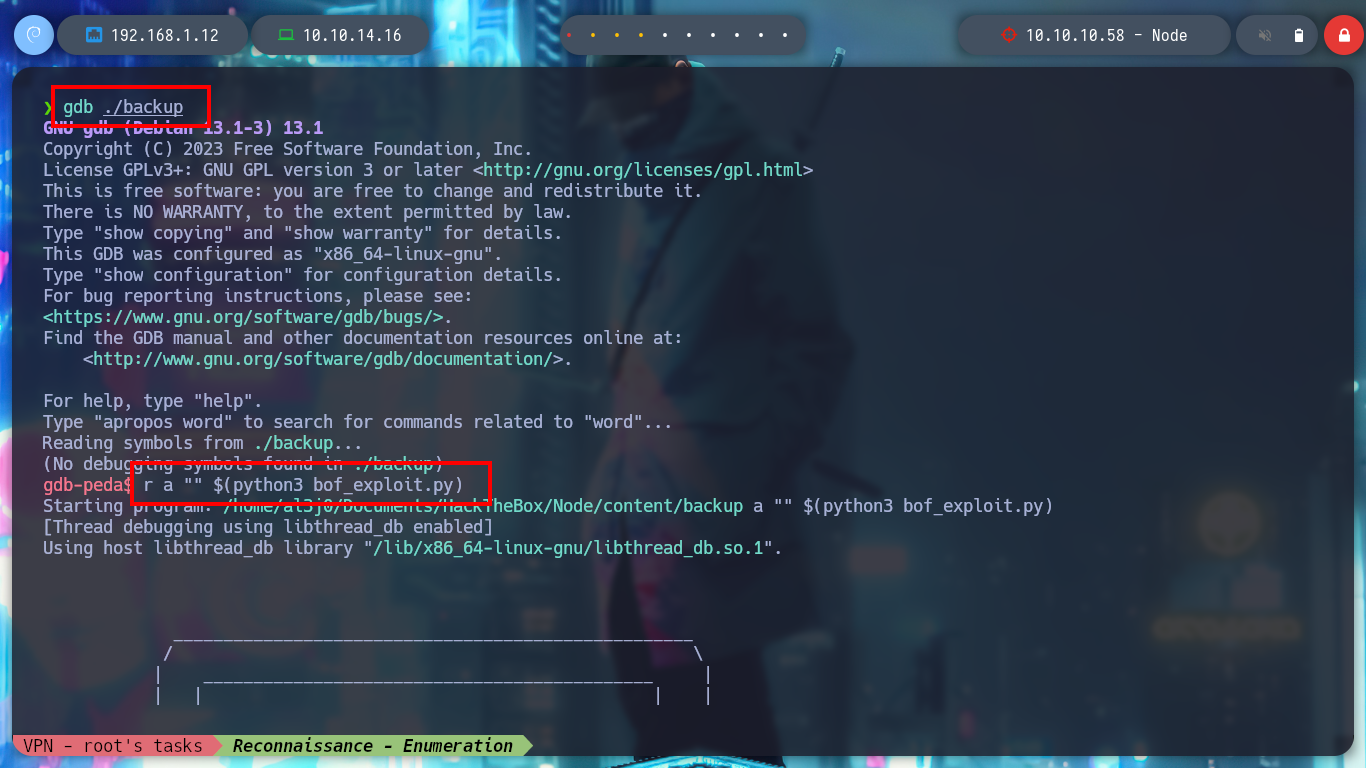 192.168.1.12
10.10.14.16
10.10.10.58 - Node
❯ gdb ./backup
GNU gdb (Debian 13.1-3) 13.1
Copyright (C) 2023 Free Software Foundation, Inc.
License GPLv3+: GNU GPL version 3 or later <http://gnu.org/licenses/gpl.html>
This is free software: you are free to change and redistribute it.
There is NO WARRANTY, to the extent permitted by law.
Type "show copying" and "show warranty" for details.
This GDB was configured as "x86_64-linux-gnu".
Type "show configuration" for configuration details.
For bug reporting instructions, please see:
<https://www.gnu.org/software/gdb/bugs/>.
Find the GDB manual and other documentation resources online at:
    <http://www.gnu.org/software/gdb/documentation/>.
For help, type "help".
Type "apropos word" to search for commands related to "word"...
Reading symbols from ./backup...
(No debugging symbols found in ./backup)
gdb-peda$ r a "" $(python3 bof_exploit.py)
Starting program: /home/al3j0/Documents/HackTheBox/Node/content/backup a "" $(python3 bof_exploit.py)
[Thread debugging using libthread_db enabled]
Using host libthread_db library "/lib/x86_64-linux-gnu/libthread_db.so.1".
VPN - root's tasks
Reconnaissance - Enumeration